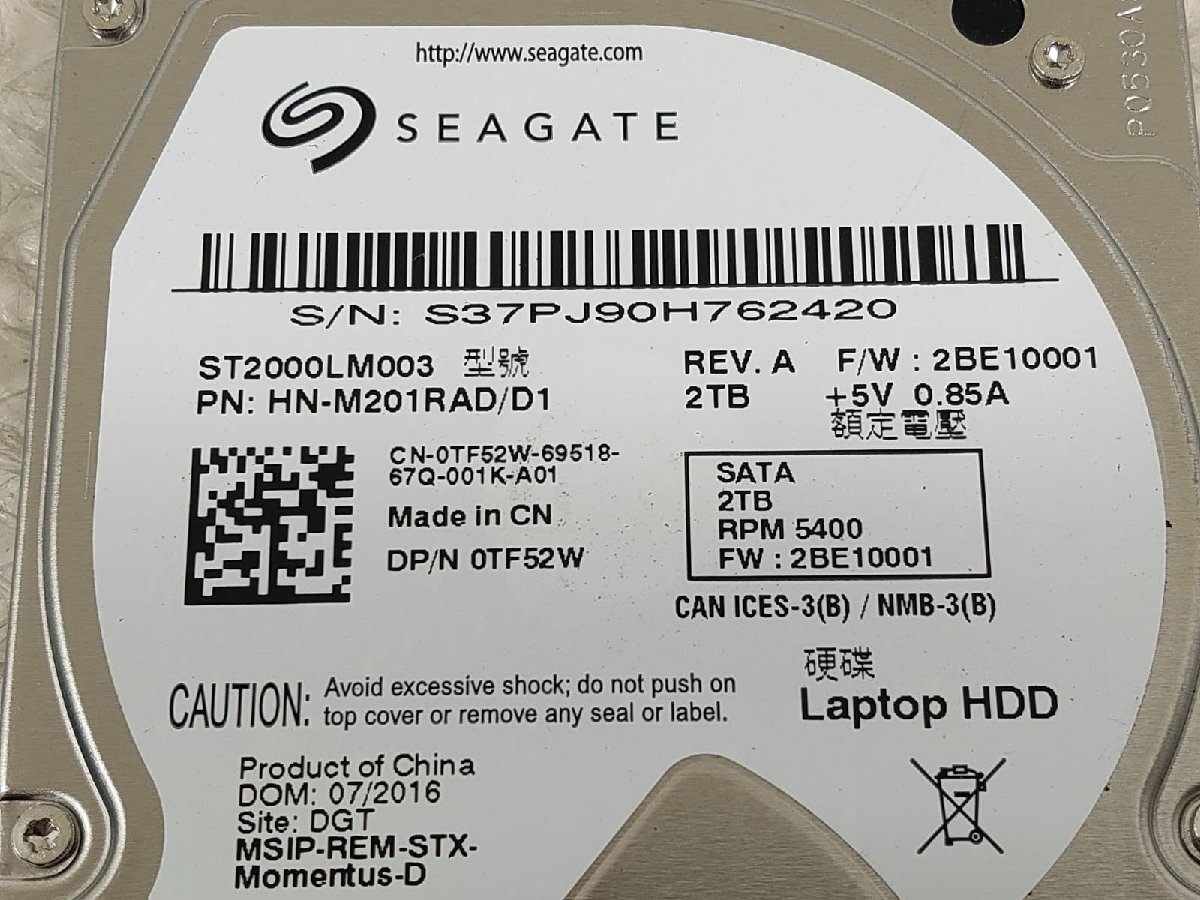 http://www.seagate.com
SEAGATE
S/N: S37PJ90H762420
ST2000LM003 型號 REV. A F/W : 2BE10001
PN: HN-M201RAD/D1 2TB +5V 0.85A
額定電壓
CN-0TF52W-69518-
67Q-001K-A01
Made in CN
DP/N 0TF52W
SATA
2TB
RPM 5400
FW : 2BE10001
CAN ICES-3(B) / NMB-3(B)
硬碟
Laptop HDD
CAUTION: Avoid excessive shock; do not push on
top cover or remove any seal or label.
Product of China
DOM: 07/2016
Site: DGT
MSIP-REM-STX-
Momentus-D